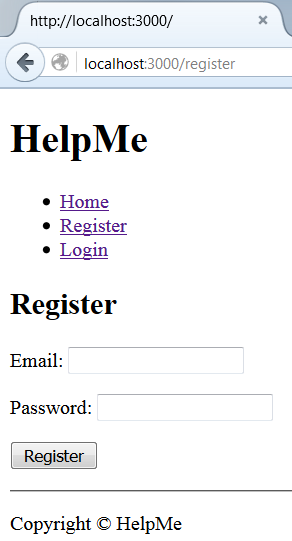 http://localhost:3000/
localhost:3000/register
HelpMe
Home
Register
Login
Register
Email:
Password:
Register
Copyright © HelpMe